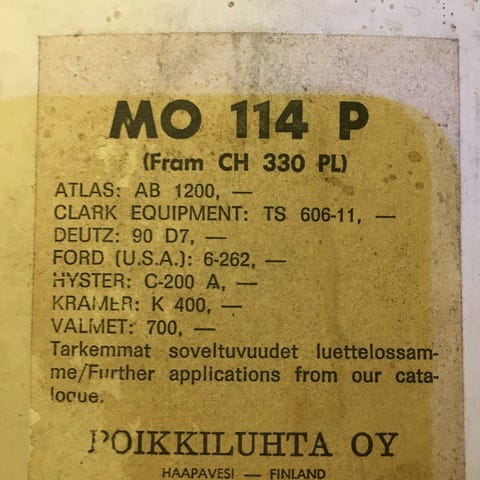 MO 114 P
(Fram CH 330 PL)
ATLAS: AB 1200, —
CLARK EQUIPMENT: TS 606-11, —
DEUTZ: 90 D7, —
FORD (U.S.A.): 6-262, —
HYSTER: C-200 A, —
KRAMER: K 400, —
VALMET: 700, —
Tarkemmat soveltuvuudet luettelossam-
me/Further applications from our cata-
logue.
POIKKILUHTA OY
HAAPAVESI — FINLAND